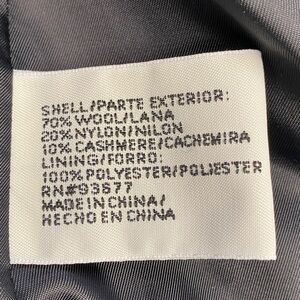 SHELL/PARTE EXTERIOR:
70% WOOL/LANA
20% NYLON/NILON
10% CASHMERE/CACHEMIRA
LINING/FORRO:
100% POLYESTER/POLIESTER
RN#93677
MADE IN CHINA/
HECHO EN CHINA